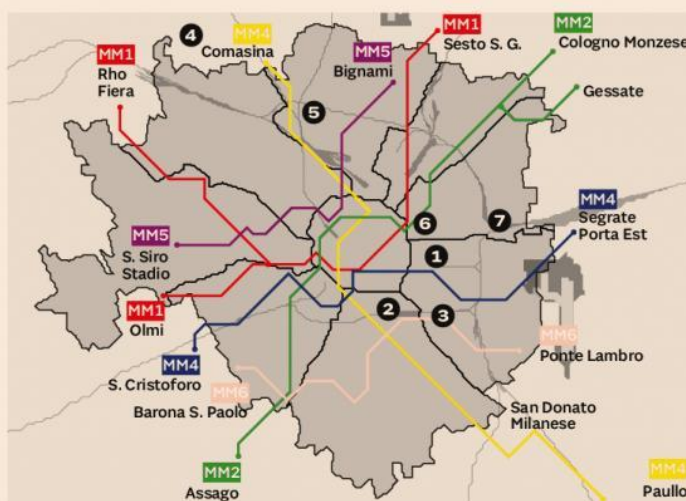 4
MM4
Comasina
MM5
Bignami
MM1
Sesto S. G.
MM2
Cologno Monzese
MM1
Rho
Fiera
Gessate
5
MM4
Segrate
Porta Est
6
7
MM5
S. Siro
Stadio
1
MM1
Olmi
2
3
MM6
Ponte Lambro
MM4
S. Cristoforo
MM6
Barona S. Paolo
San Donato
Milanese
MM2
Assago
MM4
Paullo